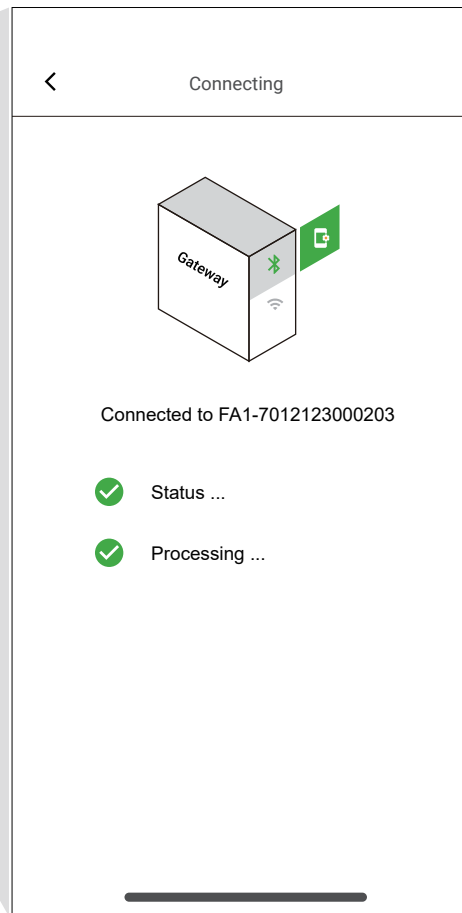 Connecting
Gateway
Connected to FA1-7012123000203
Status ...
Processing ...